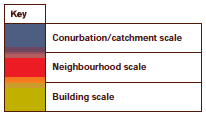 Key
Conurbation/catchment scale
Neighbourhood scale
Building scale